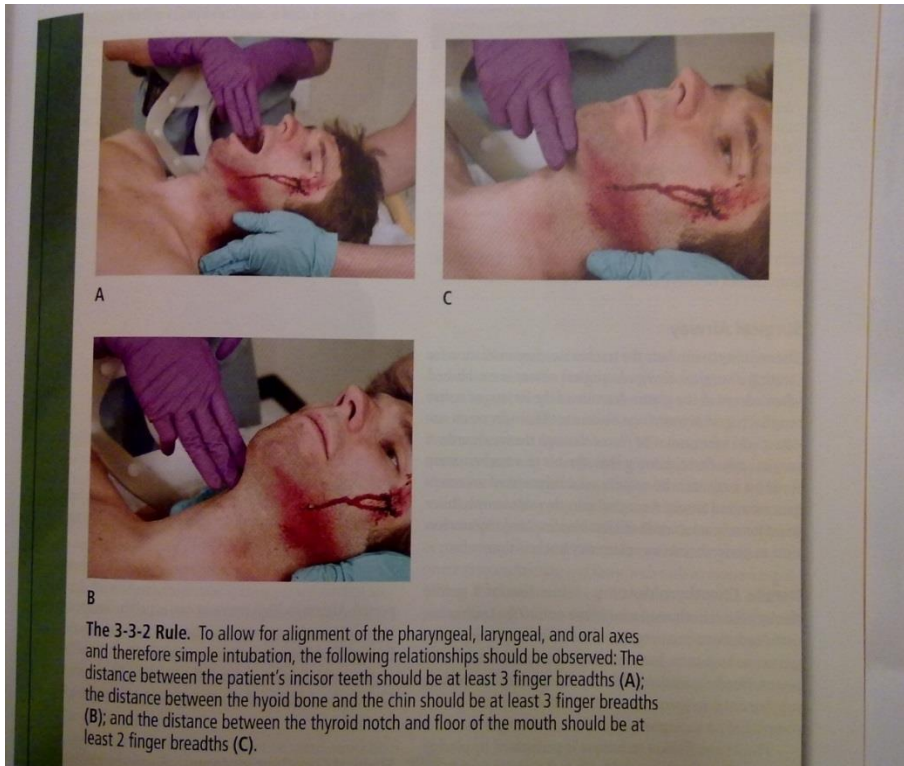 A
C
B
The 3-3-2 Rule. To allow for alignment of the pharyngeal, laryngeal, and oral axes
and therefore simple intubation, the following relationships should be observed: The
distance between the patient's incisor teeth should be at least 3 finger breadths (A);
the distance between the hyoid bone and the chin should be at least 3 finger breadths
(B); and the distance between the thyroid notch and floor of the mouth should be at
least 2 finger breadths (C).